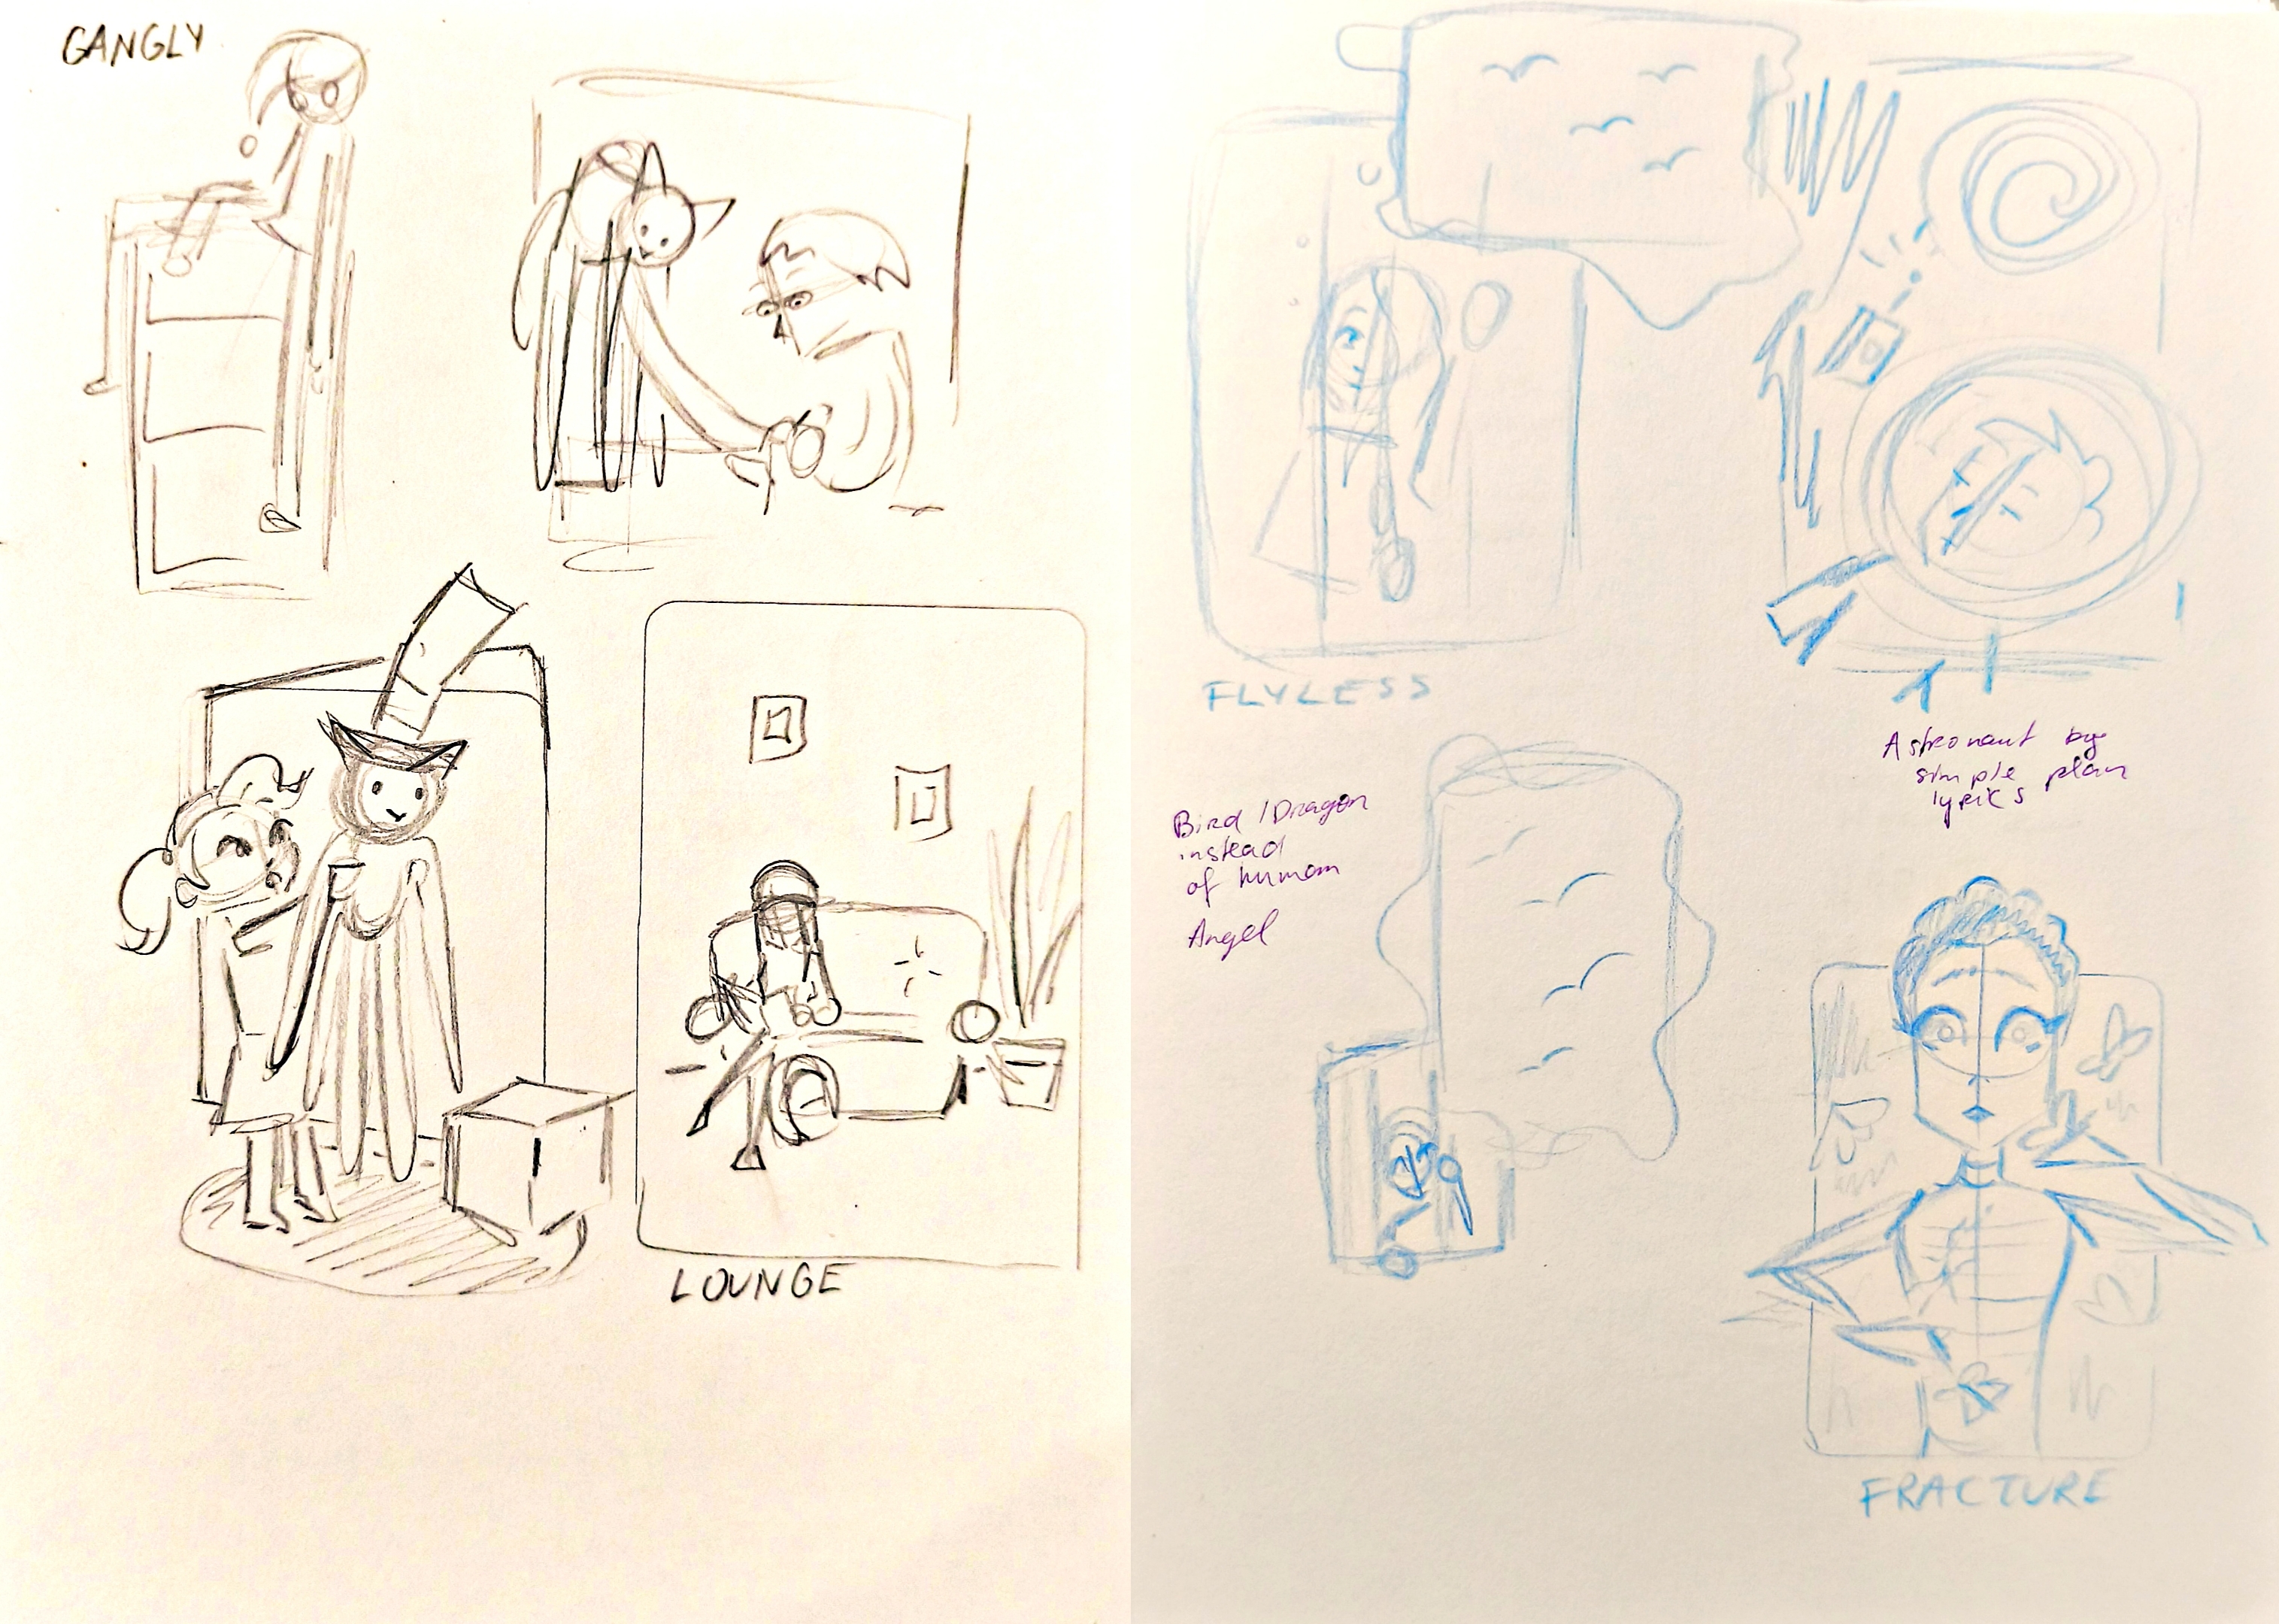 GANGLY
LOUNGE
FLYLESS
Astronaut by
simple plan
lyrics
Bird / Dragon
instead
of human
Angel
FRACTURE